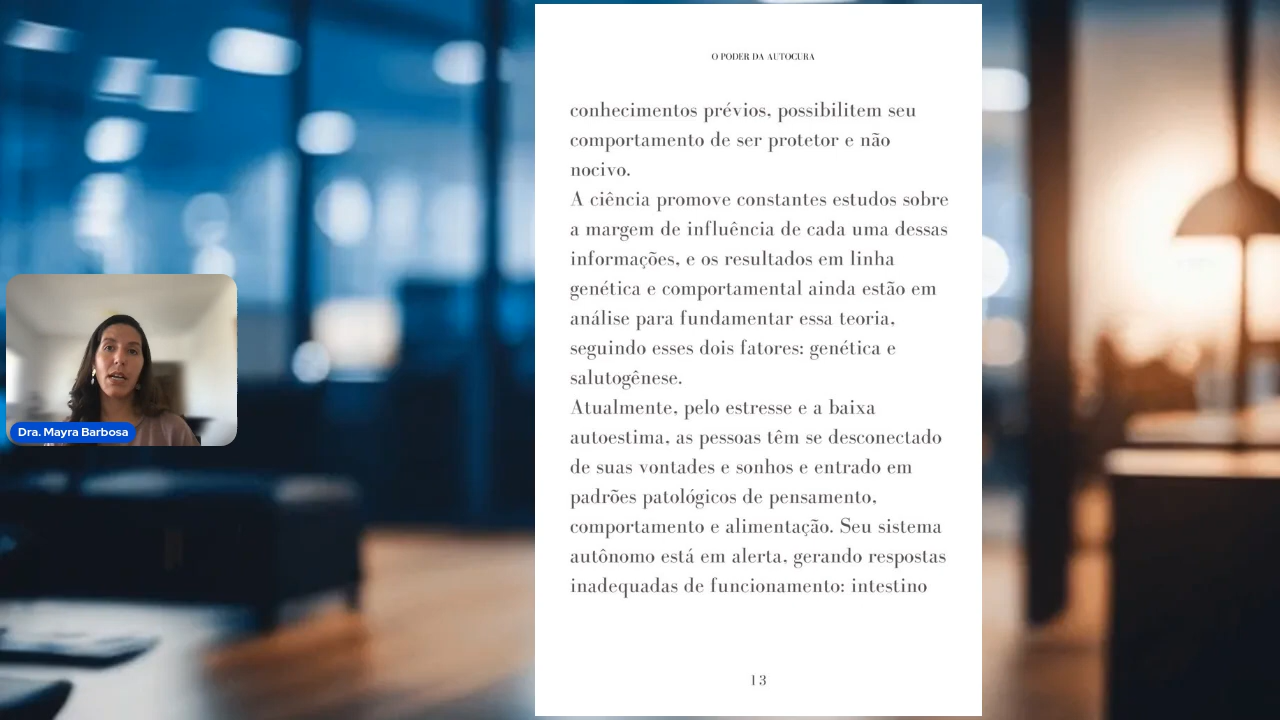 O PODER DA AUTOCURA
conhecimentos prévios, possibilitem seu
comportamento de ser protetor e não
nocivo.
A ciência promove constantes estudos sobre
a margem de influência de cada uma dessas
informações, e os resultados em linha
genética e comportamental ainda estão em
análise para fundamentar essa teoria,
seguindo esses dois fatores: genética e
salutogênese.
Atualmente, pelo estresse e a baixa
autoestima, as pessoas têm se desconectado
de suas vontades e sonhos e entrado em
padrões patológicos de pensamento,
comportamento e alimentação. Seu sistema
autônomo está em alerta, gerando respostas
inadequadas de funcionamento: intestino
13
Dra. Mayra Barbosa